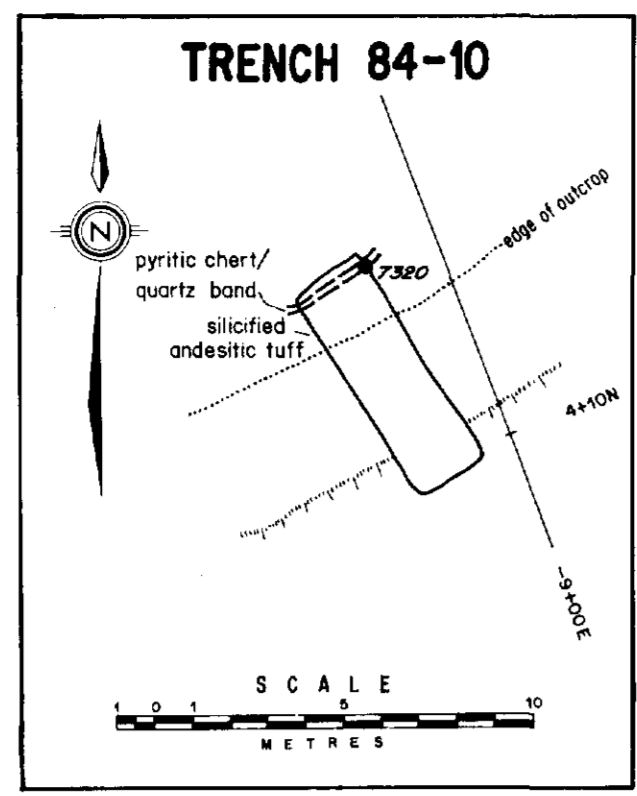 TRENCH 84-10
edge of outcrop
N
pyritic chert/
quartz band
7320
silicified
andesitic tuff
4+10N
9+00E
SCALE
1 0 1 5 10
METRES